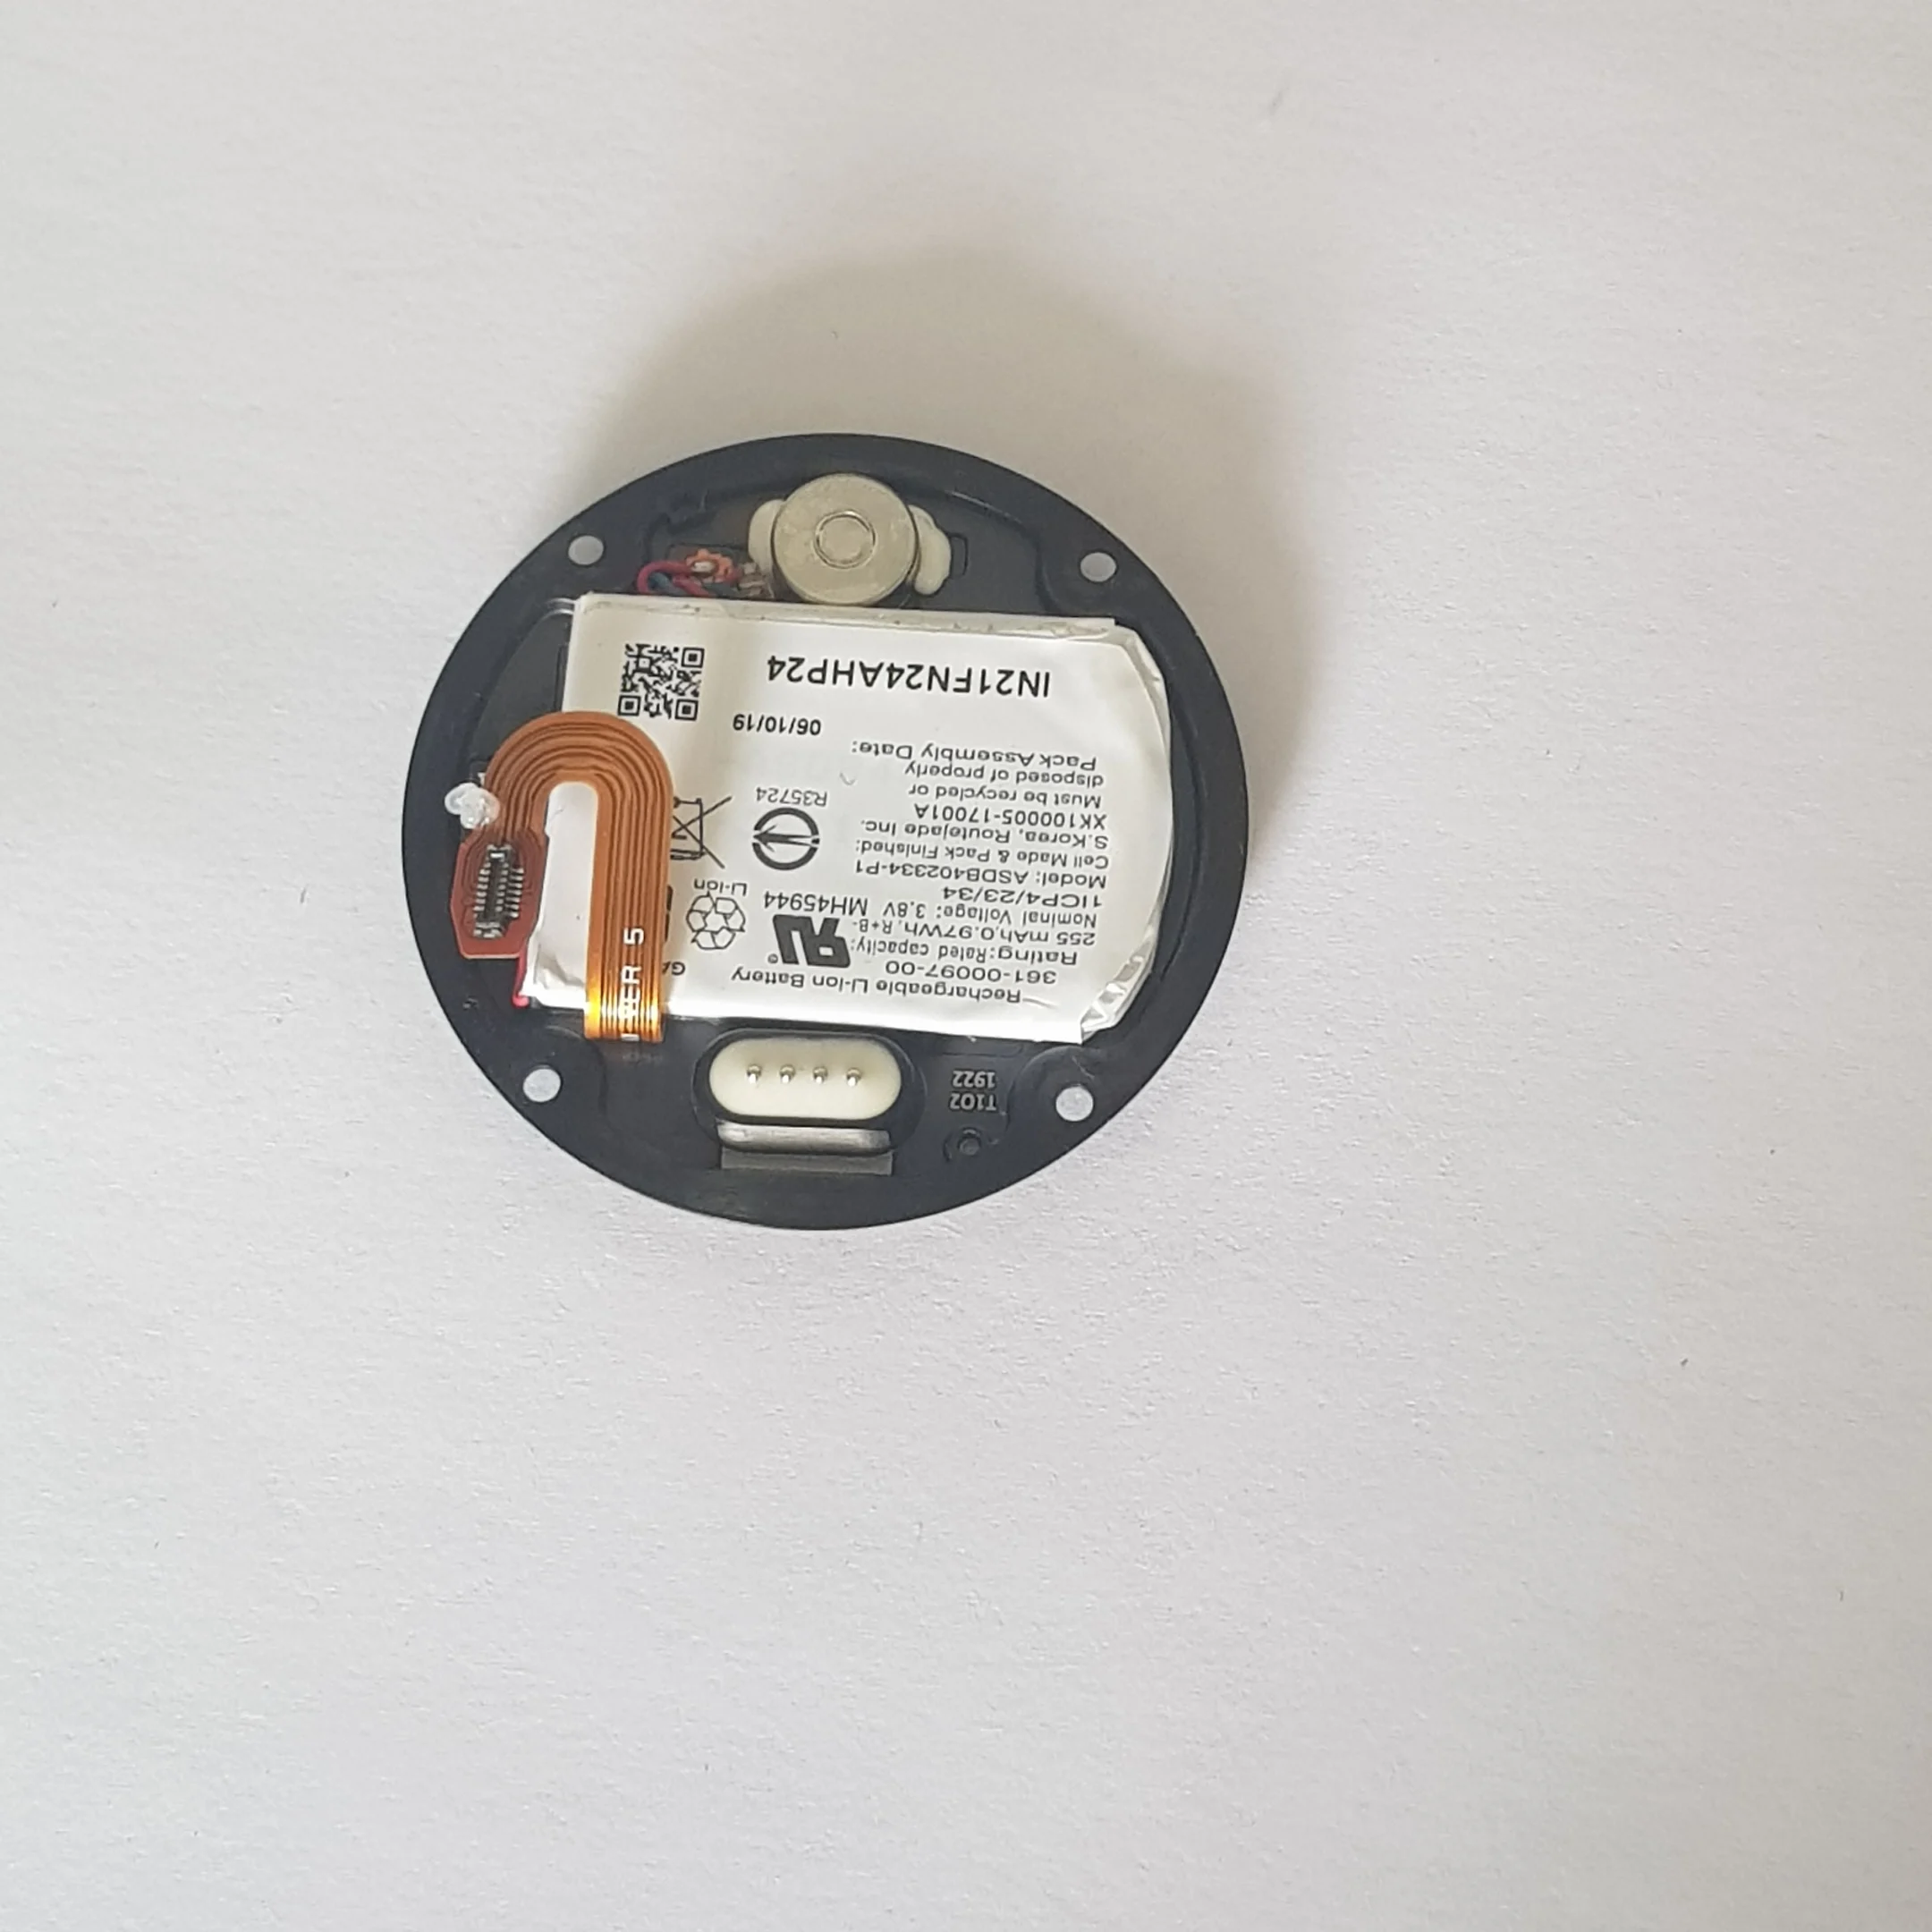 Rechargeable Li-Ion Battery
361-00097-00
Rating: Rated capacity:
255 mAh, 0.97Wh, R+B-
Nominal Voltage: 3.8V MH45944
1ICP4/23/34
Model: ASDB402334-P1
Cell Made & Pack Finished:
S.Korea, Routejade Inc.
XK100005-17001A
Must be recycled or
disposed of properly
Pack Assembly Date:
06/10/19
IN21FN24AHP24
Li-ion
R35724
5
T102
1922